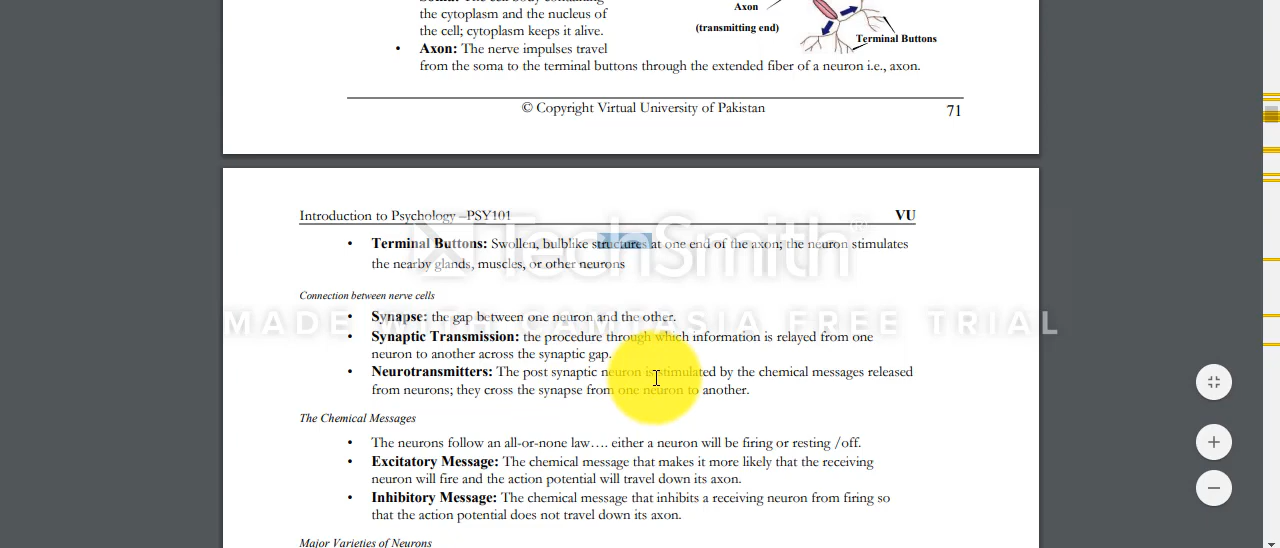 the cytoplasm and the nucleus of
the cell; cytoplasm keeps it alive.
• Axon: The nerve impulses travel
from the soma to the terminal buttons through the extended fiber of a neuron i.e., axon.
Axon
(transmitting end)
Terminal Buttons
© Copyright Virtual University of Pakistan
71
Introduction to Psychology –PSY101
VU
• Terminal Buttons: Swollen, bulblike structures at one end of the axon; the neuron stimulates
the nearby glands, muscles, or other neurons
TechSmith
Connection between nerve cells
• Synapse: the gap between one neuron and the other.
MADE WITH CAMTASIA FREE TRIAL
• Synaptic Transmission: the procedure through which information is relayed from one
neuron to another across the synaptic gap.
• Neurotransmitters: The post synaptic neuron is stimulated by the chemical messages released
from neurons; they cross the synapse from one neuron to another.
The Chemical Messages
• The neurons follow an all-or-none law…. either a neuron will be firing or resting /off.
• Excitatory Message: The chemical message that makes it more likely that the receiving
neuron will fire and the action potential will travel down its axon.
• Inhibitory Message: The chemical message that inhibits a receiving neuron from firing so
that the action potential does not travel down its axon.
Major Varieties of Neurons